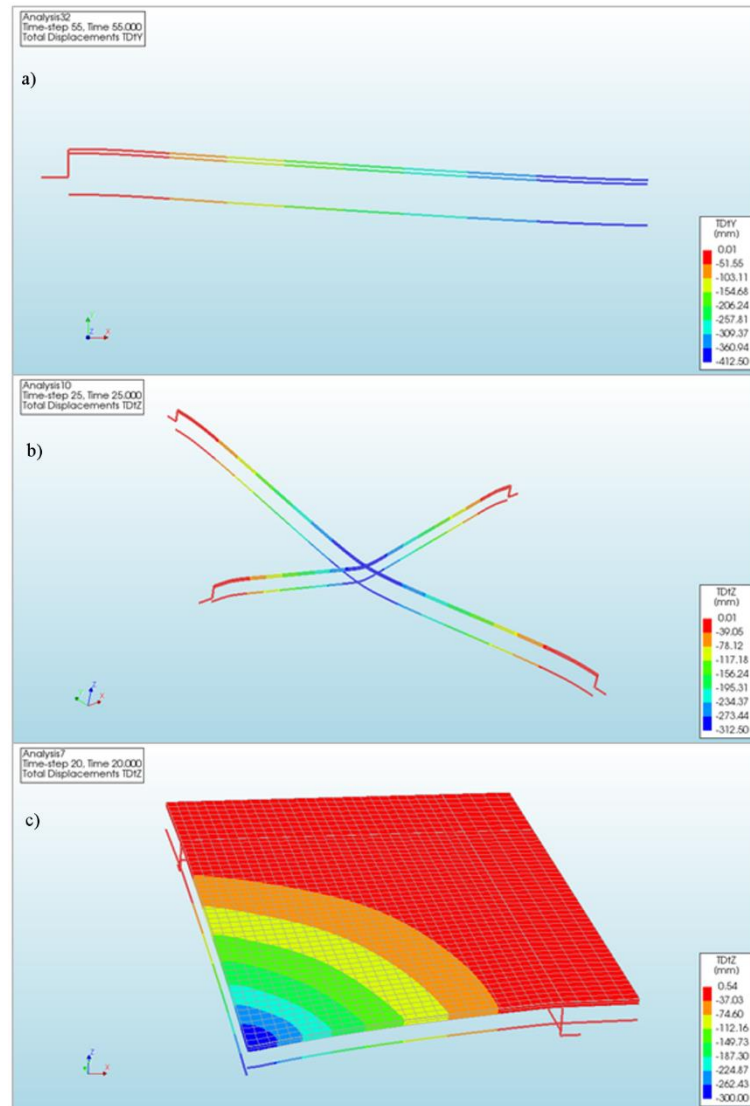 Analysis32
Time-step 55, Time 55.000
Total Displacements TDtY
a)
TDtY
(mm)
0.01
-51.55
-103.11
-154.68
-206.24
-257.81
-309.37
-360.94
-412.50
Y
Z X
Analysis10
Time-step 25, Time 25.000
Total Displacements TDtZ
b)
TDtZ
(mm)
0.01
-39.05
-78.12
-117.18
-156.24
-195.31
-234.37
-273.44
-312.50
Y Z X
Analysis7
Time-step 20, Time 20.000
Total Displacements TDtZ
c)
TDtZ
(mm)
0.54
-37.03
-74.60
-112.16
-149.73
-187.30
-224.87
-262.43
-300.00
Z
X